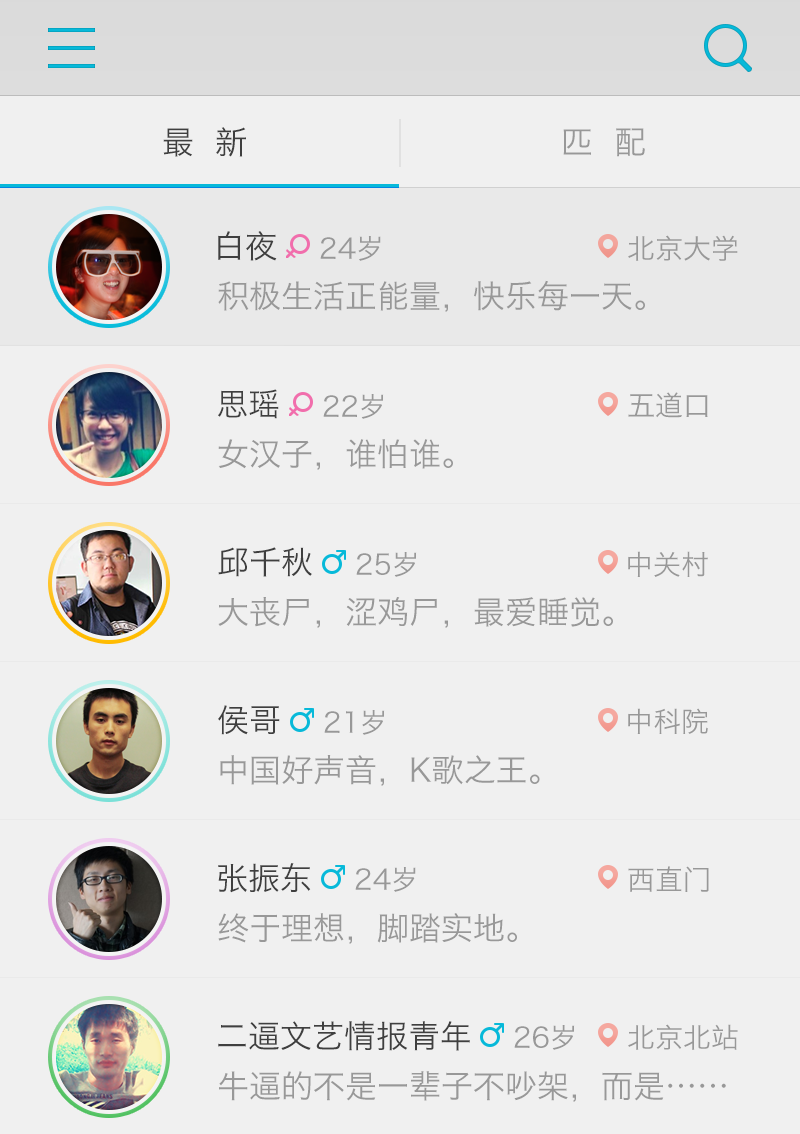 最 新
匹 配
白夜 24岁 北京大学
积极生活正能量，快乐每一天。
思瑶 22岁 五道口
女汉子，谁怕谁。
邱千秋 25岁 中关村
大丧尸，涩鸡尸，最爱睡觉。
侯哥 21岁 中科院
中国好声音，K歌之王。
张振东 24岁 西直门
终于理想，脚踏实地。
二逼文艺情报青年 26岁 北京北站
牛逼的不是一辈子不吵架，而是……